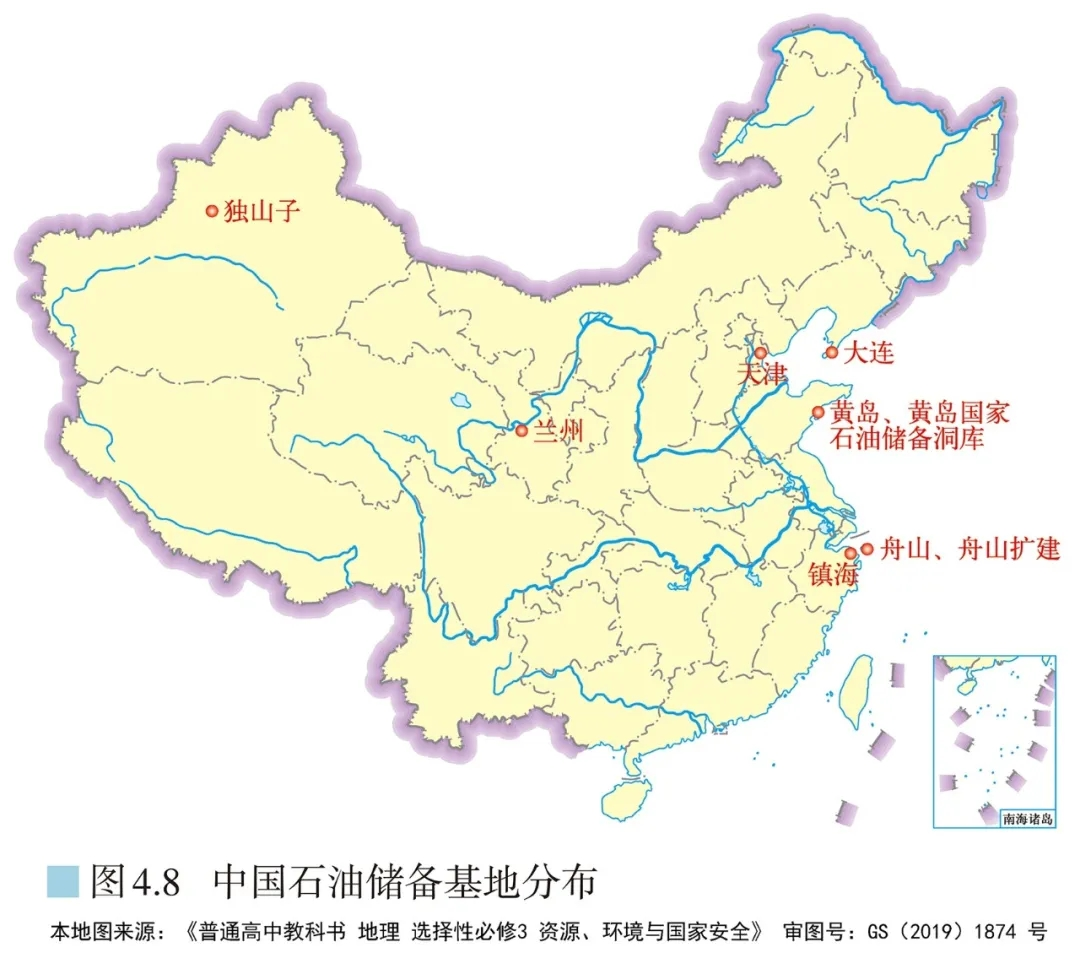 独山子
大连
天津
黄岛、黄岛国家
石油储备洞库
兰州
舟山、舟山扩建
镇海
南海诸岛
图4.8 中国石油储备基地分布
本地图来源：《普通高中教科书 地理 选择性必修3 资源、环境与国家安全》 审图号：GS（2019）1874 号